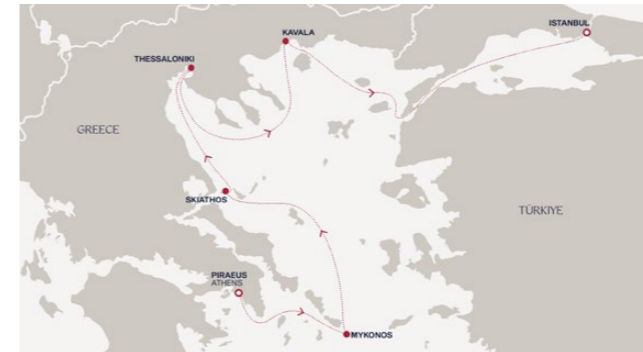 ISTANBUL
KAVALA
THESSALONIKI
GREECE
SKIATHOS
TÜRKIYE
PIRAEUS
ATHENS
MYKONOS